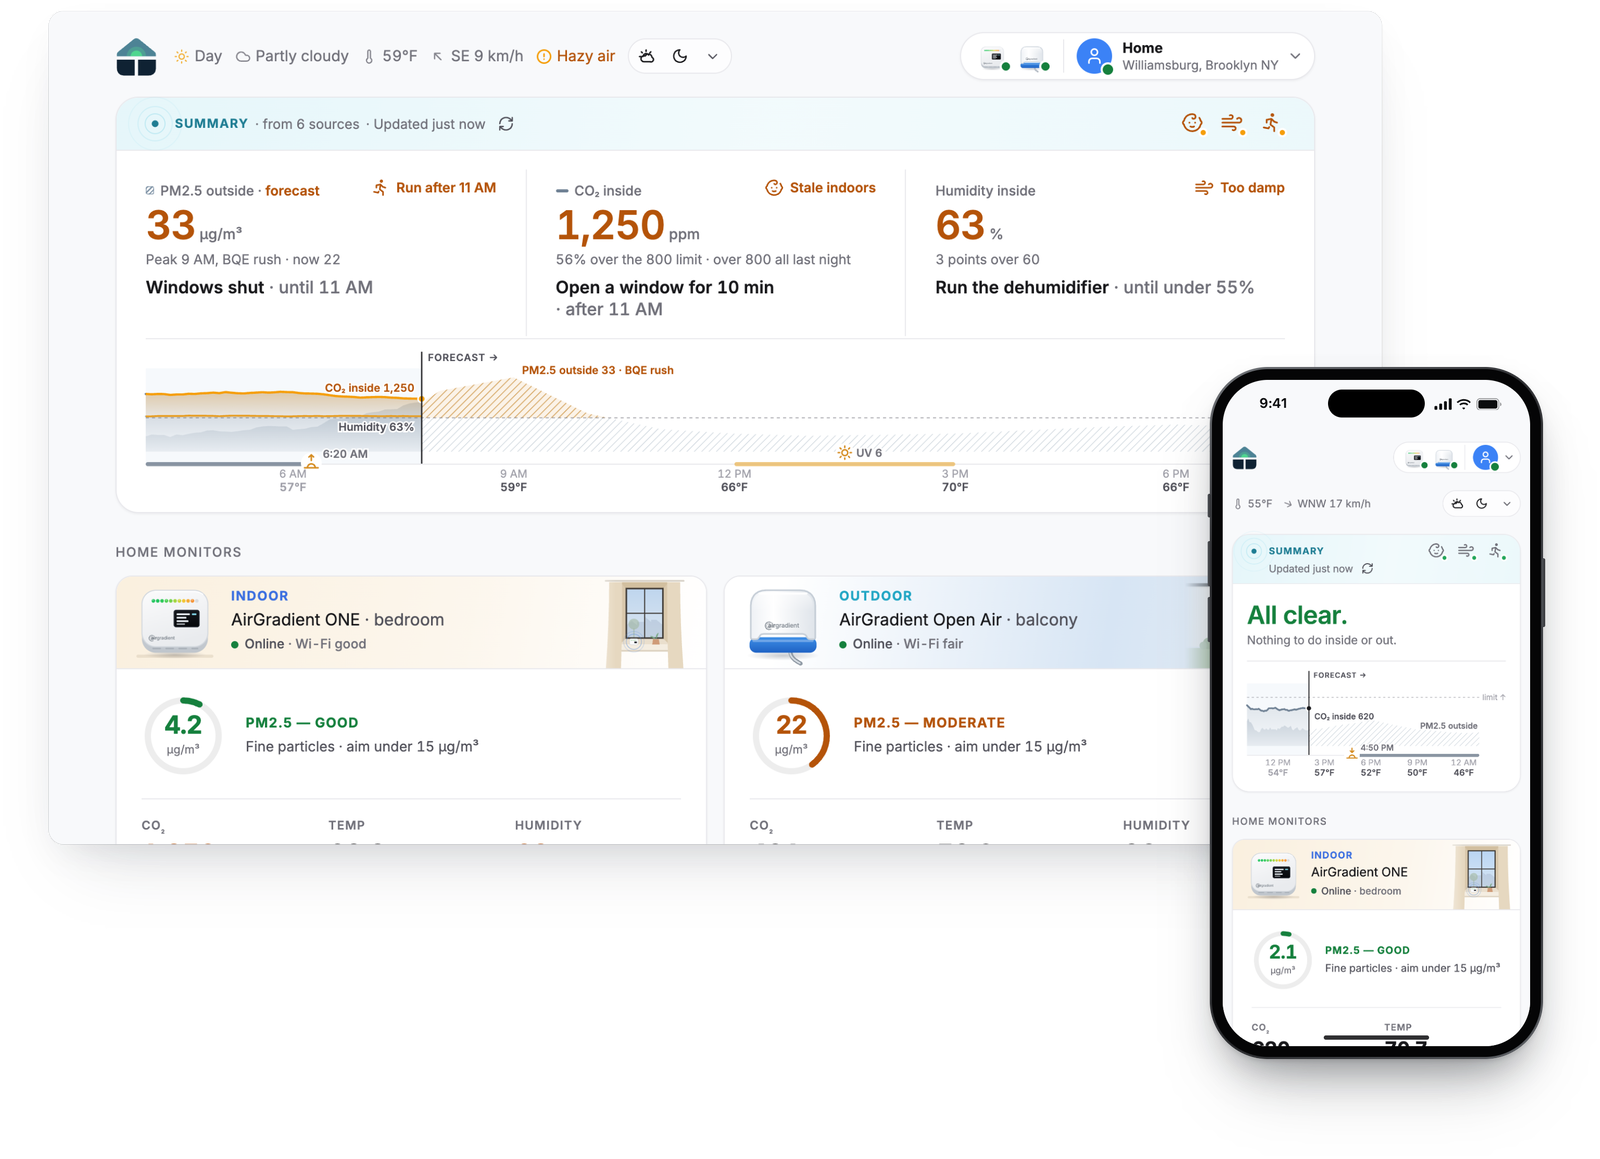 Day Partly cloudy 59°F SE 9 km/h Hazy air
Home
Williamsburg, Brooklyn NY
SUMMARY · from 6 sources · Updated just now
PM2.5 outside · forecast
Run after 11 AM
33 µg/m³
Peak 9 AM, BQE rush · now 22
Windows shut · until 11 AM
CO₂ inside
Stale indoors
1,250 ppm
56% over the 800 limit · over 800 all last night
Open a window for 10 min
· after 11 AM
Humidity inside
Too damp
63 %
3 points over 60
Run the dehumidifier · until under 55%
FORECAST →
PM2.5 outside 33 · BQE rush
CO₂ inside 1,250
Humidity 63%
6:20 AM
UV 6
6 AM 9 AM 12 PM 3 PM 6 PM
57°F 59°F 66°F 70°F 66°F
HOME MONITORS
INDOOR
AirGradient ONE · bedroom
Online · Wi-Fi good
airgradient
4.2
µg/m³
PM2.5 — GOOD
Fine particles · aim under 15 µg/m³
CO₂ TEMP HUMIDITY
OUTDOOR
AirGradient Open Air · balcony
Online · Wi-Fi fair
airgradient
22
µg/m³
PM2.5 — MODERATE
Fine particles · aim under 15 µg/m³
CO₂ TEMP HUMIDITY
9:41
55°F WNW 17 km/h
SUMMARY
Updated just now
All clear.
Nothing to do inside or out.
FORECAST →
limit ↑
CO₂ inside 620
PM2.5 outside
4:50 PM
12 PM 3 PM 6 PM 9 PM 12 AM
54°F 57°F 52°F 50°F 46°F
HOME MONITORS
INDOOR
AirGradient ONE
Online · bedroom
2.1
µg/m³
PM2.5 — GOOD
Fine particles · aim under 15 µg/m³
CO₂ TEMP